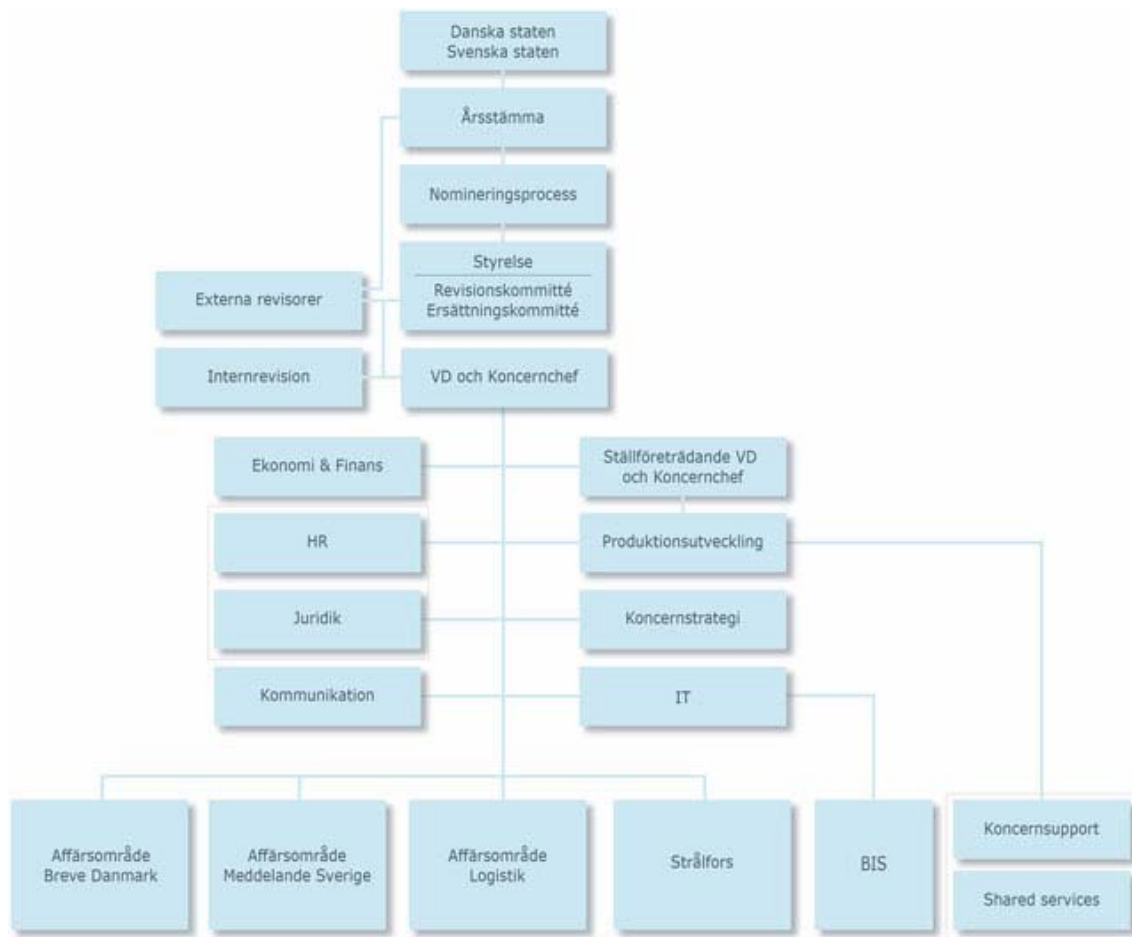 Danska staten
Svenska staten
Årsstämma
Nomineringsprocess
Styrelse
Revisionskommitté
Ersättningskommitté
Externa revisorer
Internrevision
VD och Koncernchef
Ekonomi & Finans
Ställföreträdande VD
och Koncernchef
HR
Produktionsutveckling
Juridik
Koncernstrategi
Kommunikation
IT
Affärsområde
Breve Danmark
Affärsområde
Meddelande Sverige
Affärsområde
Logistik
Strålfors
BIS
Koncernsupport
Shared services